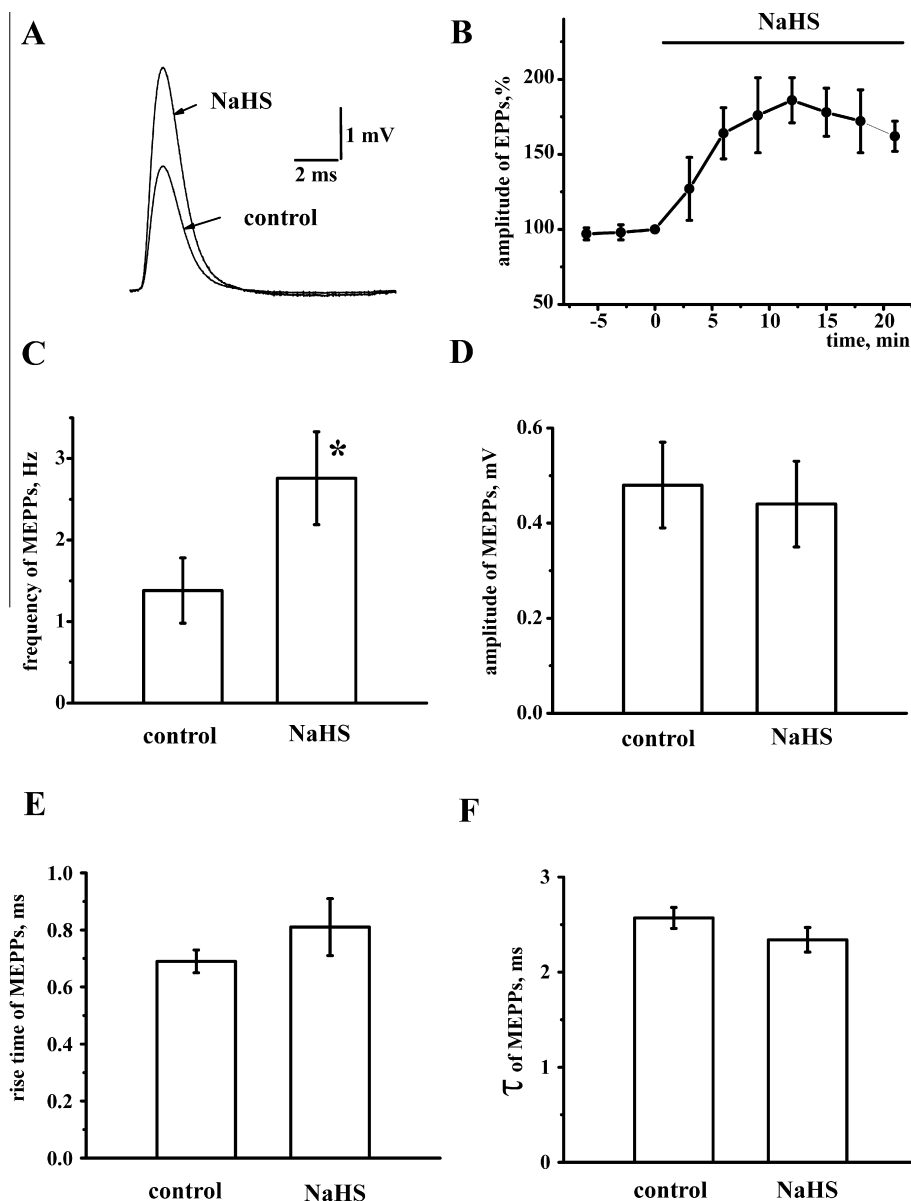 A
NaHS
control
1 mV
2 ms
B
NaHS
amplitude of EPPs,%
200
150
100
50
-5
0
5
10
15
20
time, min
C
frequency of MEPPs, Hz
3
2
1
0
*
control
NaHS
D
amplitude of MEPPs, mV
0.6
0.4
0.2
0.0
control
NaHS
E
rise time of MEPPs, ms
1.0
0.8
0.6
0.4
0.2
0.0
control
NaHS
F
τ of MEPPs, ms
3
2
1
0
control
NaHS